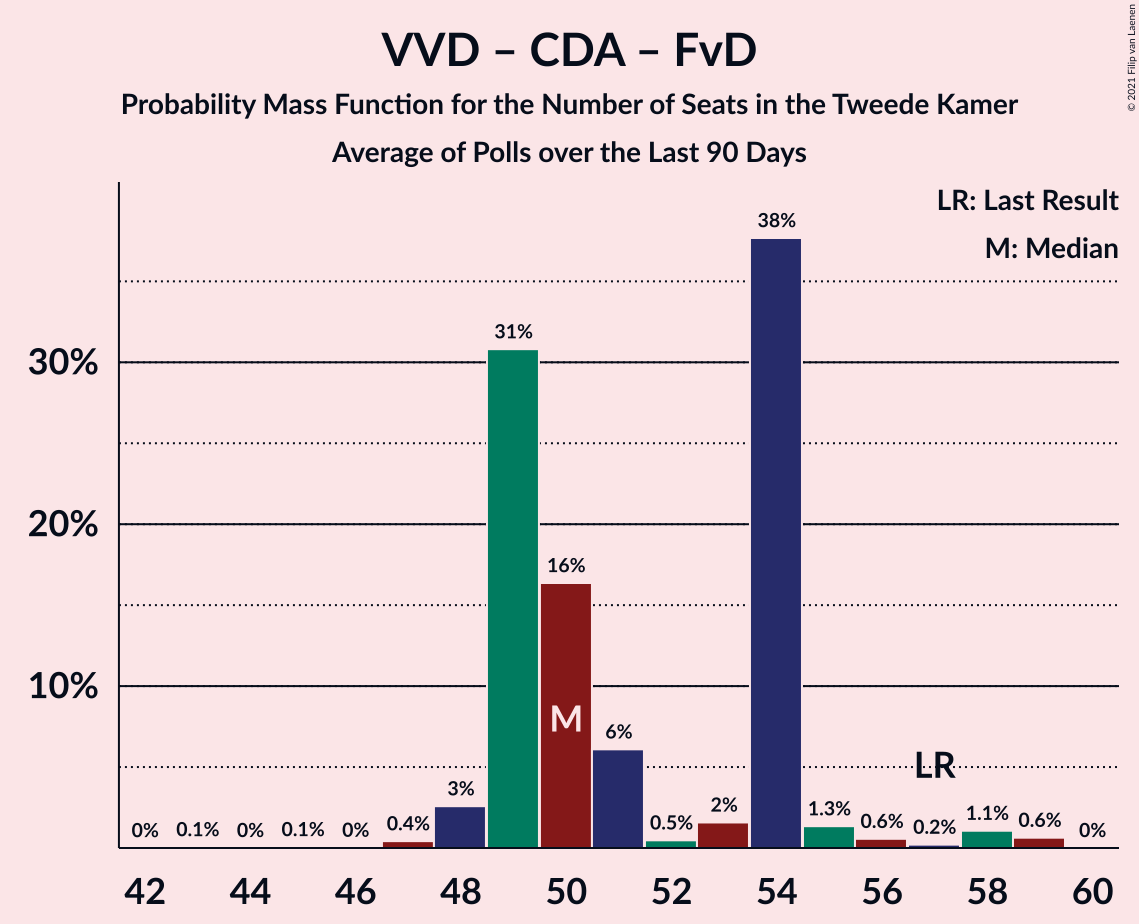 VVD – CDA – FvD
Probability Mass Function for the Number of Seats in the Tweede Kamer
Average of Polls over the Last 90 Days
© 2021 Filip van Laenen
LR: Last Result
M: Median
38%
31%
30%
20%
16%
10%
M
6%
LR
3%
2%
1.3%
1.1%
0%
0.1%
0%
0.1%
0%
0.4%
0.5%
0.6%
0.2%
0.6%
0%
42 44 46 48 50 52 54 56 58 60